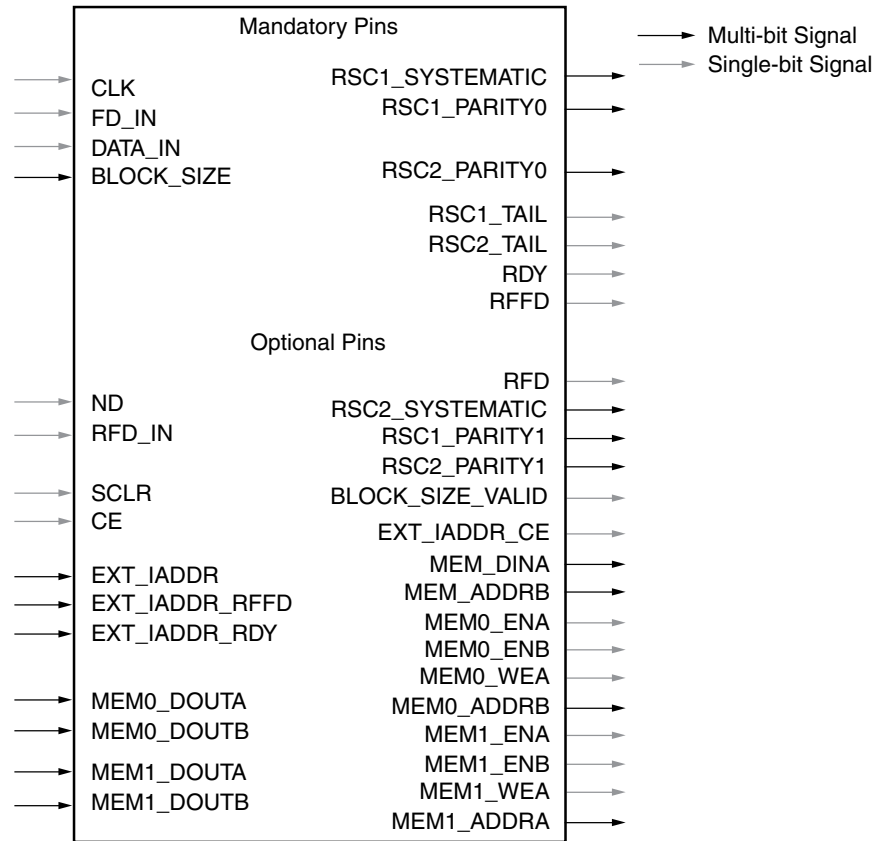 Mandatory Pins
Multi-bit Signal
Single-bit Signal
CLK
FD_IN
DATA_IN
BLOCK_SIZE
RSC1_SYSTEMATIC
RSC1_PARITY0
RSC2_PARITY0
RSC1_TAIL
RSC2_TAIL
RDY
RFFD
Optional Pins
ND
RFD_IN
SCLR
CE
EXT_IADDR
EXT_IADDR_RFFD
EXT_IADDR_RDY
MEM0_DOUTA
MEM0_DOUTB
MEM1_DOUTA
MEM1_DOUTB
RFD
RSC2_SYSTEMATIC
RSC1_PARITY1
RSC2_PARITY1
BLOCK_SIZE_VALID
EXT_IADDR_CE
MEM_DINA
MEM_ADDRB
MEM0_ENA
MEM0_ENB
MEM0_WEA
MEM0_ADDRB
MEM1_ENA
MEM1_ENB
MEM1_WEA
MEM1_ADDRA